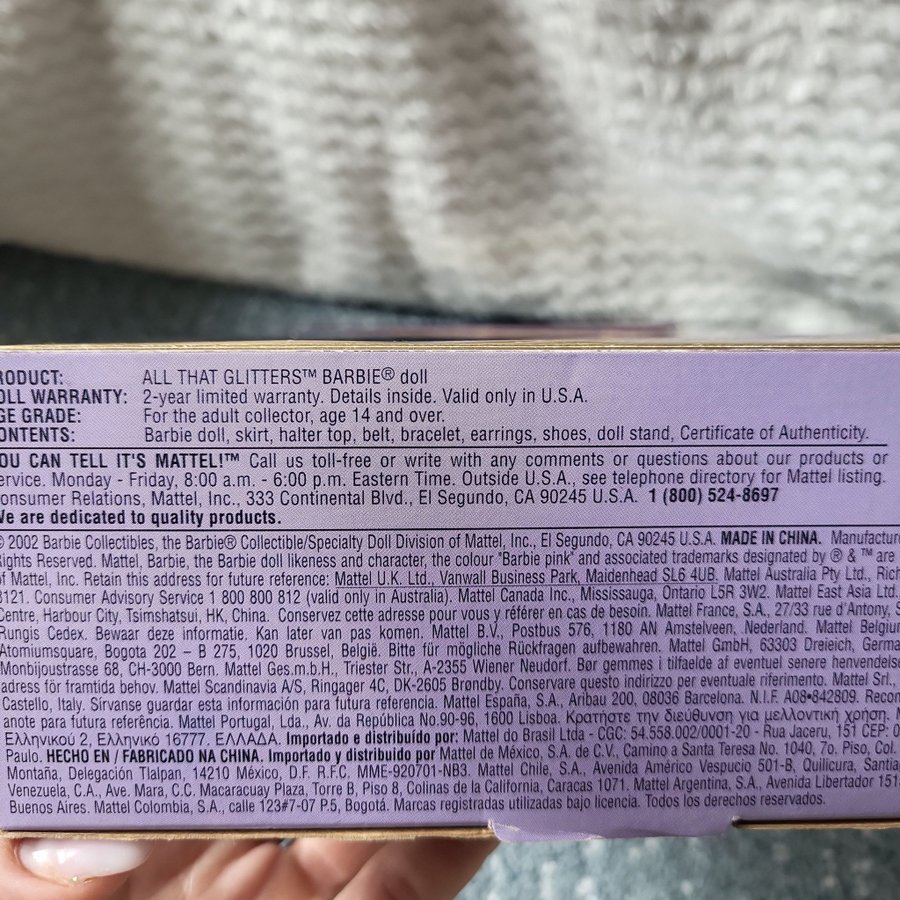 RODUCT: ALL THAT GLITTERS™ BARBIE® doll
OLL WARRANTY: 2-year limited warranty. Details inside. Valid only in U.S.A.
GE GRADE: For the adult collector, age 14 and over.
ONTENTS: Barbie doll, skirt, halter top, belt, bracelet, earrings, shoes, doll stand, Certificate of Authenticity.
OU CAN TELL IT'S MATTEL!™ Call us toll-free or write with any comments or questions about our products or
ervice. Monday - Friday, 8:00 a.m. - 6:00 p.m. Eastern Time. Outside U.S.A., see telephone directory for Mattel listing.
onsumer Relations, Mattel, Inc., 333 Continental Blvd., El Segundo, CA 90245 U.S.A. 1 (800) 524-8697
We are dedicated to quality products.
© 2002 Barbie Collectibles, the Barbie® Collectible/Specialty Doll Division of Mattel, Inc., El Segundo, CA 90245 U.S.A. MADE IN CHINA. Manufactur
Rights Reserved. Mattel, Barbie, the Barbie doll likeness and character, the colour "Barbie pink" and associated trademarks designated by ® & ™ are
of Mattel, Inc. Retain this address for future reference: Mattel U.K. Ltd., Vanwall Business Park, Maidenhead SL6 4UB. Mattel Australia Pty Ltd., Rich
3121. Consumer Advisory Service 1 800 800 812 (valid only in Australia). Mattel Canada Inc., Mississauga, Ontario L5R 3W2. Mattel East Asia Ltd.
Centre, Harbour City, Tsimshatsui, HK, China. Conservez cette adresse pour vous y référer en cas de besoin. Mattel France, S.A., 27/33 rue d'Antony, S
Rungis Cedex. Bewaar deze informatie. Kan later van pas komen. Mattel B.V., Postbus 576, 1180 AN Amstelveen, Nederland. Mattel Belgiur
Atomiumsquare, Bogota 202 – B 275, 1020 Brussel, België. Bitte für mögliche Rückfragen aufbewahren. Mattel GmbH, 63303 Dreieich, Germa
Monbijoustrasse 68, CH-3000 Bern. Mattel Ges.m.b.H., Triester Str., A-2355 Wiener Neudorf. Bør gemmes i tilfaelde af eventuel senere henvendelse
adress för framtida behov. Mattel Scandinavia A/S, Ringager 4C, DK-2605 Brøndby. Conservare questo indirizzo per eventuale riferimento. Mattel Srl.,
Castello, Italy. Sírvanse guardar esta información para futura referencia. Mattel España, S.A., Aribau 200, 08036 Barcelona. N.I.F. A08•842809. Recon
anote para futura referência. Mattel Portugal, Lda., Av. da República No.90-96, 1600 Lisboa. Κρατήστε την διεύθυνση για μελλοντική χρήση. M
Ελληνικού 2, Ελληνικό 16777. ΕΛΛΑΔΑ. Importado e distribuído por: Mattel do Brasil Ltda - CGC: 54.558.002/0001-20 - Rua Jaceru, 151 CEP: 0
Paulo. HECHO EN / FABRICADO NA CHINA. Importado y distribuido por Mattel de México, S.A. de C.V., Camino a Santa Teresa No. 1040, 7o. Piso, Col.
Montaña, Delegación Tlalpan, 14210 México, D.F. R.F.C. MME-920701-NB3. Mattel Chile, S.A., Avenida Américo Vespucio 501-B, Quilicura, Santia
Venezuela, C.A., Ave. Mara, C.C. Macaracuay Plaza, Torre B, Piso 8, Colinas de la California, Caracas 1071. Mattel Argentina, S.A., Avenida Libertador 151
Buenos Aires. Mattel Colombia, S.A., calle 123#7-07 P.5, Bogotá. Marcas registradas utilizadas bajo licencia. Todos los derechos reservados.